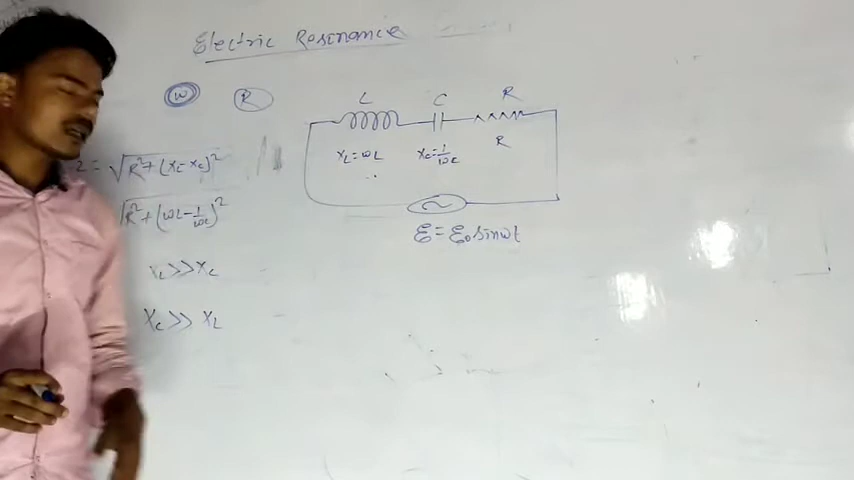 Electric Resonance
ω R
L C R
X_L = ωL X_C = 1/ωC R
Z = √R² + (X_L - X_C)²
√R² + (ωL - 1/ωC)²
~
Ɛ = Ɛ₀ sin ωt
X_L >> X_C
X_C >> X_L